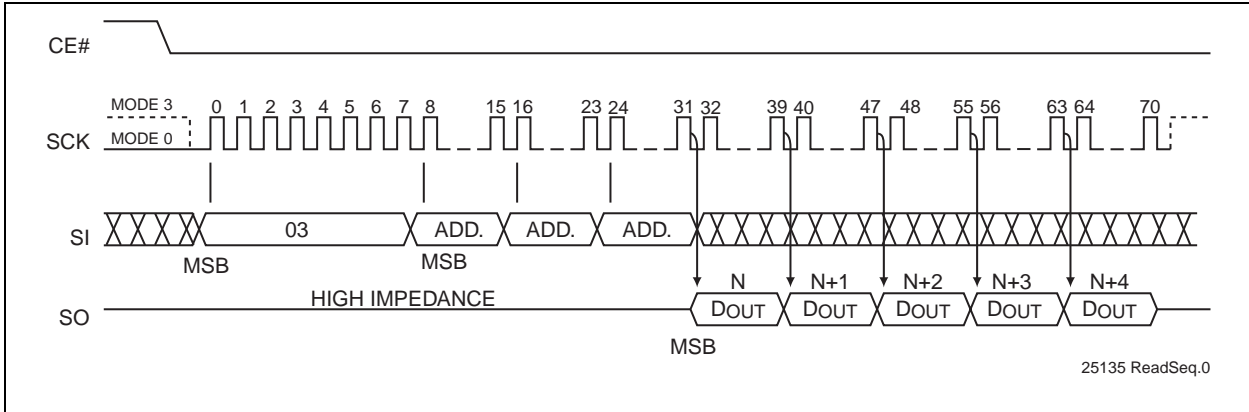 CE#
MODE 3
0 1 2 3 4 5 6 7 8 15 16 23 24 31 32 39 40 47 48 55 56 63 64 70
SCK
MODE 0
SI
03 ADD. ADD. ADD.
MSB MSB
HIGH IMPEDANCE
N N+1 N+2 N+3 N+4
SO
DOUT DOUT DOUT DOUT DOUT
MSB
25135 ReadSeq.0